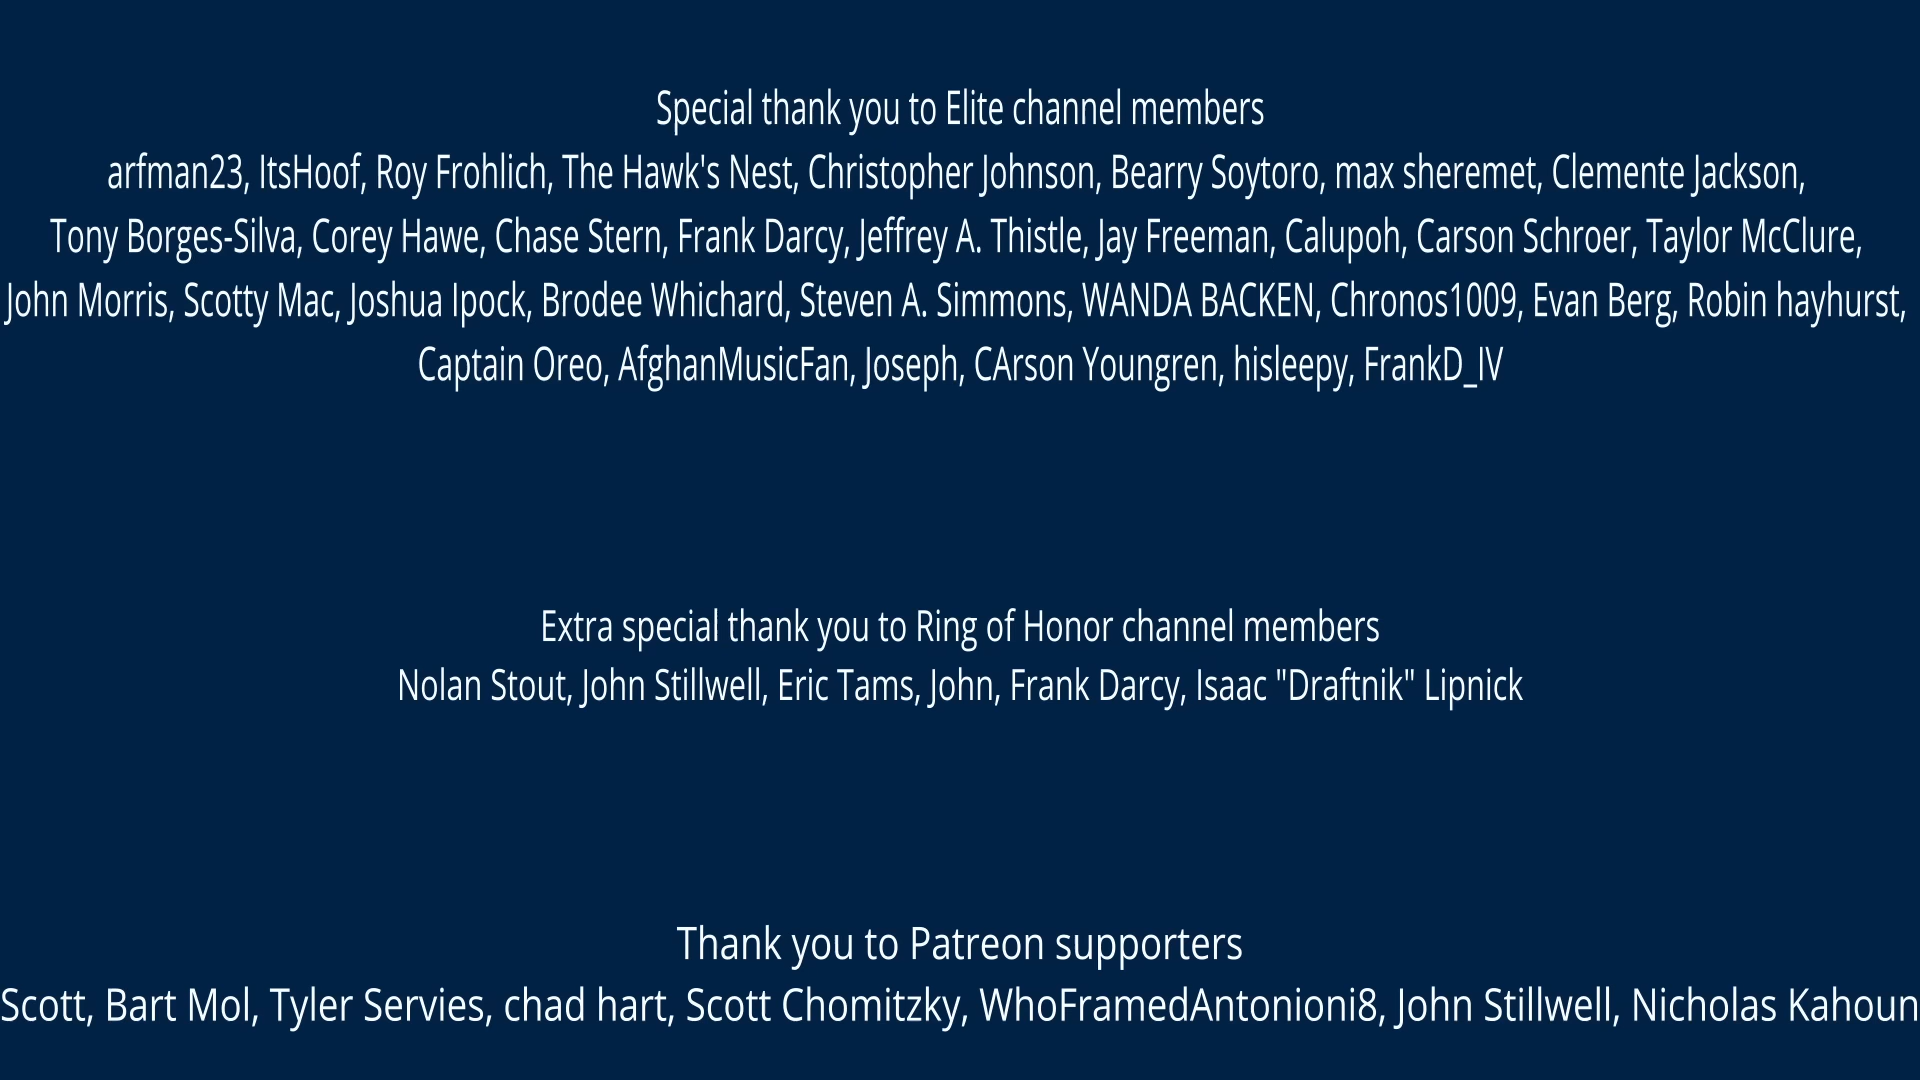 Special thank you to Elite channel members
arfman23, ItsHoof, Roy Frohlich, The Hawk's Nest, Christopher Johnson, Bearry Soytoro, max sheremet, Clemente Jackson,
Tony Borges-Silva, Corey Hawe, Chase Stern, Frank Darcy, Jeffrey A. Thistle, Jay Freeman, Calupoh, Carson Schroer, Taylor McClure,
John Morris, Scotty Mac, Joshua Ipock, Brodee Whichard, Steven A. Simmons, WANDA BACKEN, Chronos1009, Evan Berg, Robin hayhurst,
Captain Oreo, AfghanMusicFan, Joseph, CArson Youngren, hisleepy, FrankD_IV
Extra special thank you to Ring of Honor channel members
Nolan Stout, John Stillwell, Eric Tams, John, Frank Darcy, Isaac "Draftnik" Lipnick
Thank you to Patreon supporters
Scott, Bart Mol, Tyler Servies, chad hart, Scott Chomitzky, WhoFramedAntonioni8, John Stillwell, Nicholas Kahoun